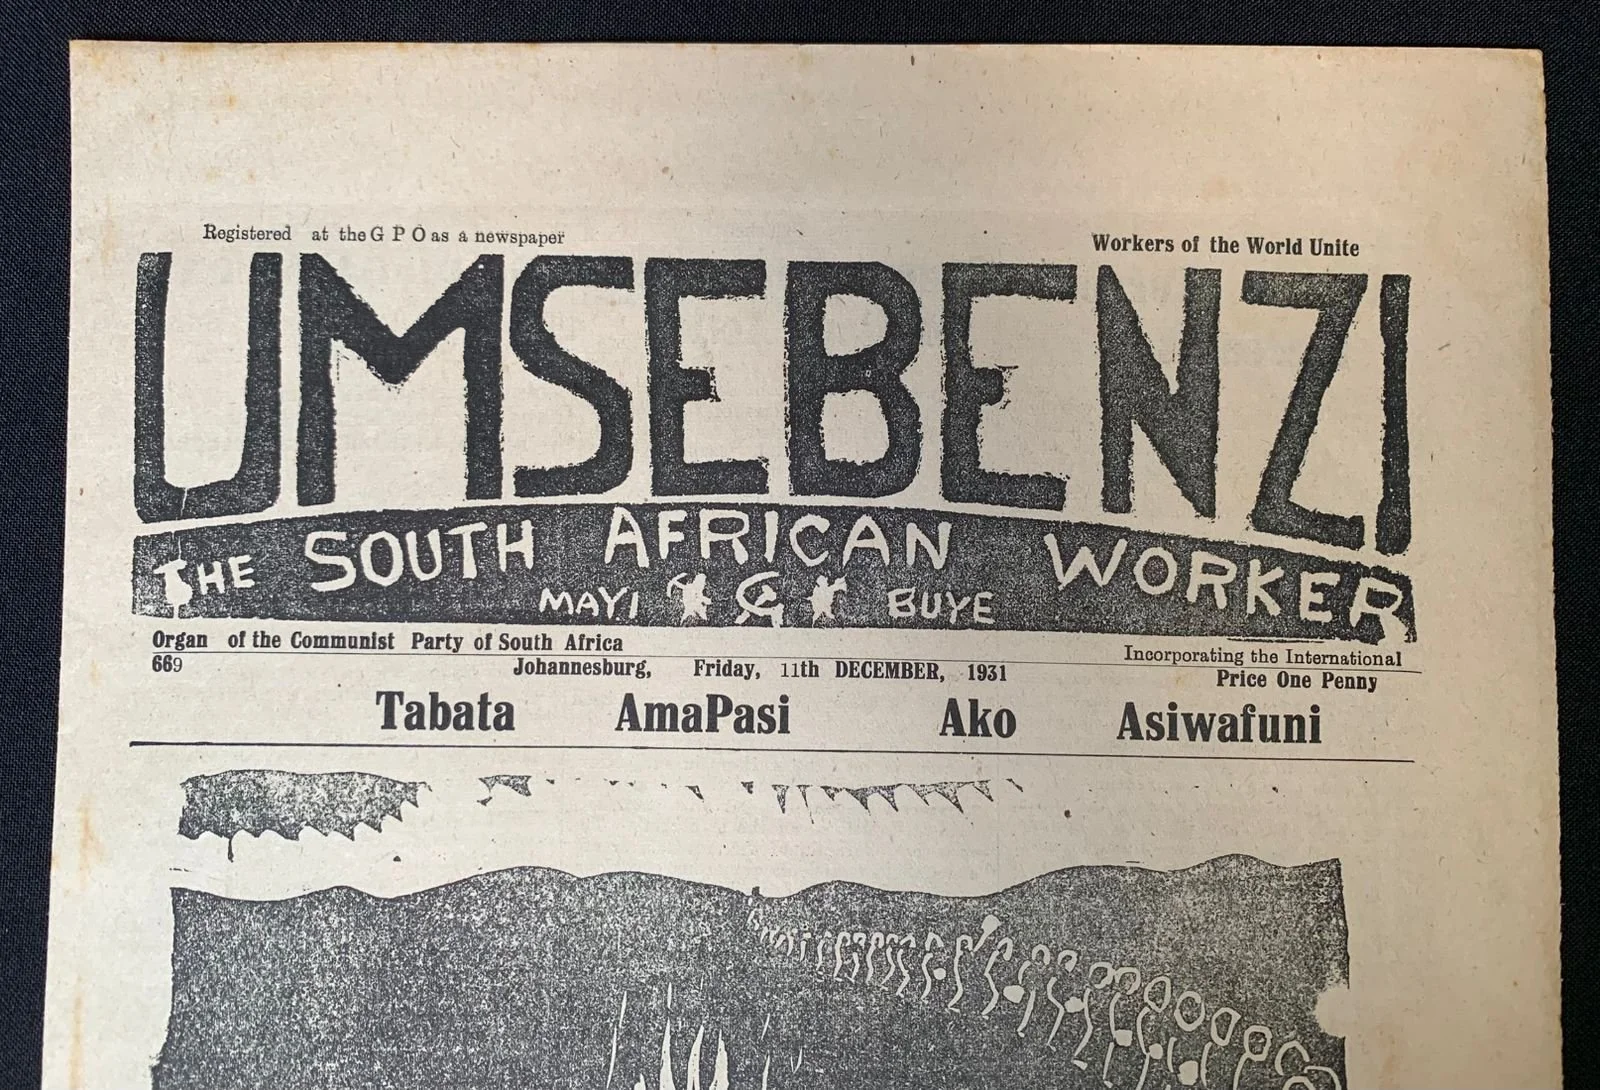 Registered at the G P O as a newspaper
Workers of the World Unite
UMSEBENZI
THE SOUTH AFRICAN WORKER
MAYI BUYE
Organ of the Communist Party of South Africa
Incorporating the International
669 Johannesburg, Friday, 11th DECEMBER, 1931 Price One Penny
Tabata AmaPasi Ako Asiwafuni